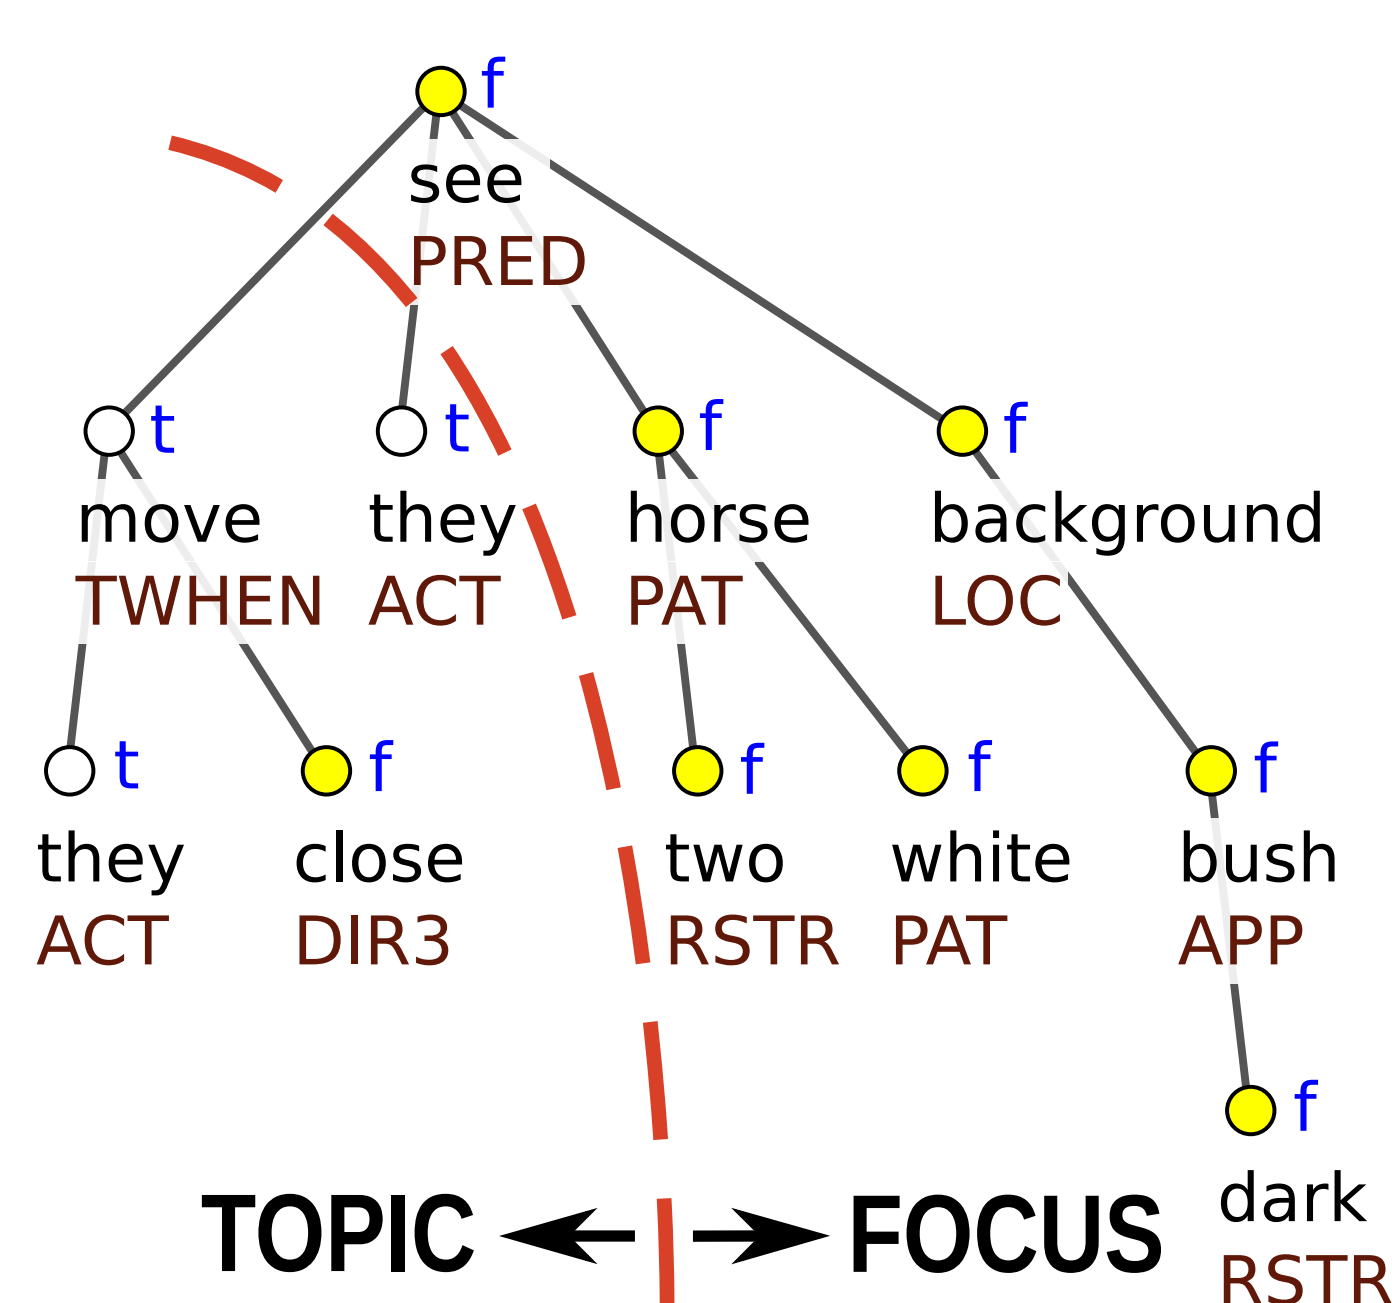 f
see
PRED
t
t
f
f
move
they
horse
background
TWHEN
ACT
PAT
LOC
t
f
f
f
f
they
close
two
white
bush
ACT
DIR3
RSTR
PAT
APP
f
dark
RSTR
TOPIC
FOCUS